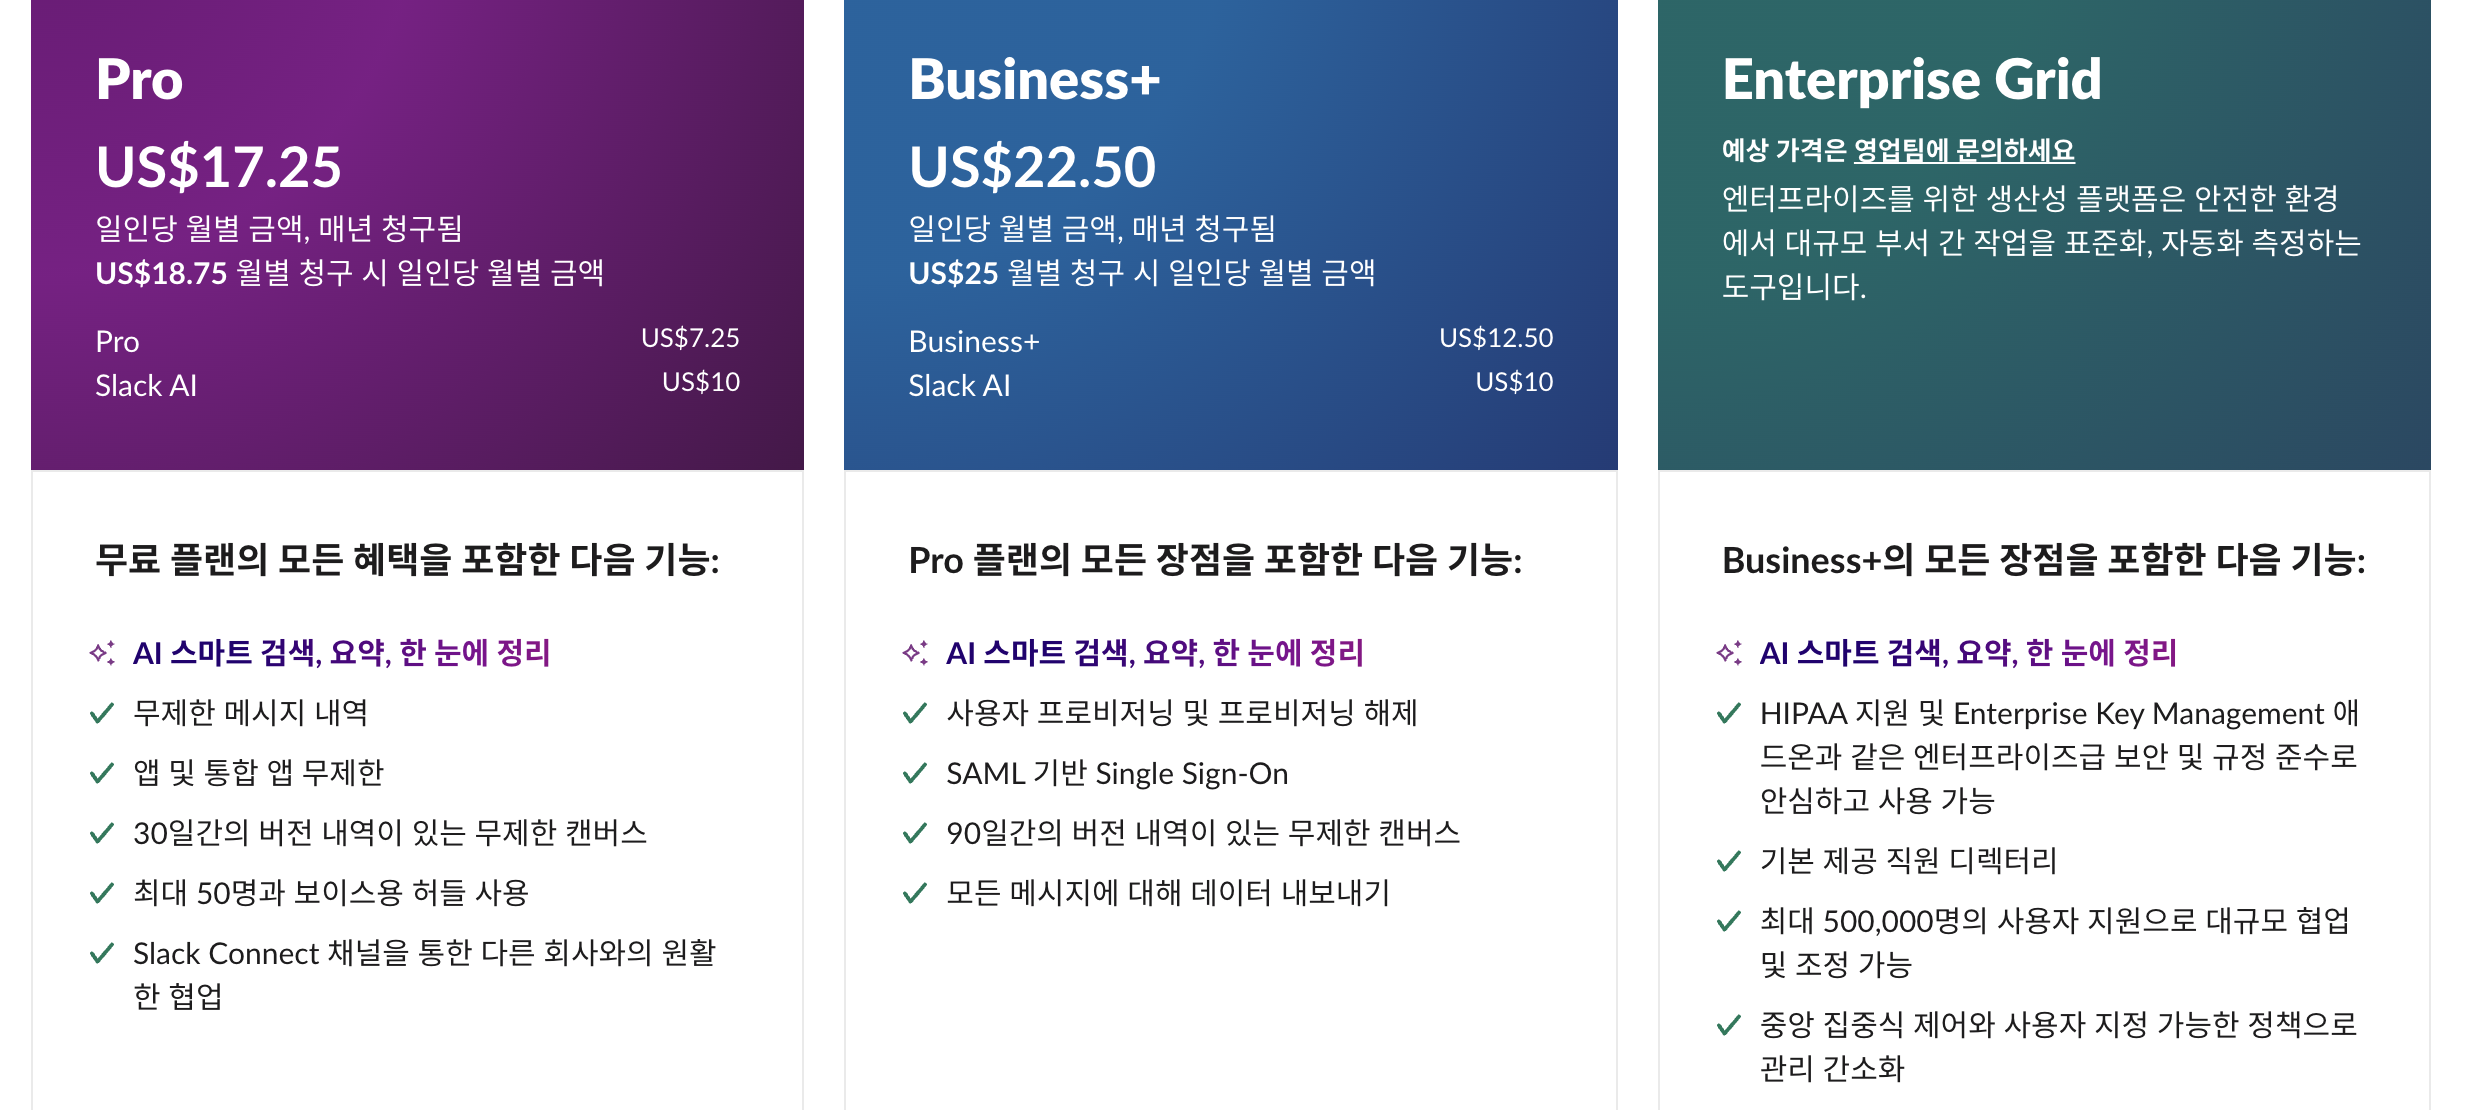 Pro
US$17.25
일인당 월별 금액, 매년 청구됨
US$18.75 월별 청구 시 일인당 월별 금액
Pro US$7.25
Slack AI US$10
무료 플랜의 모든 혜택을 포함한 다음 기능:
AI 스마트 검색, 요약, 한 눈에 정리
무제한 메시지 내역
앱 및 통합 앱 무제한
30일간의 버전 내역이 있는 무제한 캔버스
최대 50명과 보이스용 허들 사용
Slack Connect 채널을 통한 다른 회사와의 원활
한 협업
Business+
US$22.50
일인당 월별 금액, 매년 청구됨
US$25 월별 청구 시 일인당 월별 금액
Business+ US$12.50
Slack AI US$10
Pro 플랜의 모든 장점을 포함한 다음 기능:
AI 스마트 검색, 요약, 한 눈에 정리
사용자 프로비저닝 및 프로비저닝 해제
SAML 기반 Single Sign-On
90일간의 버전 내역이 있는 무제한 캔버스
모든 메시지에 대해 데이터 내보내기
Enterprise Grid
예상 가격은 영업팀에 문의하세요
엔터프라이즈를 위한 생산성 플랫폼은 안전한 환경
에서 대규모 부서 간 작업을 표준화, 자동화 측정하는
도구입니다.
Business+의 모든 장점을 포함한 다음 기능:
AI 스마트 검색, 요약, 한 눈에 정리
HIPAA 지원 및 Enterprise Key Management 애
드온과 같은 엔터프라이즈급 보안 및 규정 준수로
안심하고 사용 가능
기본 제공 직원 디렉터리
최대 500,000명의 사용자 지원으로 대규모 협업
및 조정 가능
중앙 집중식 제어와 사용자 지정 가능한 정책으로
관리 간소화